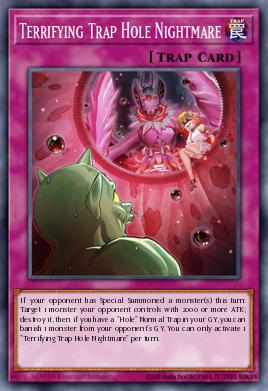 TERRIFYING TRAP HOLE NIGHTMARE
TRAP
罠
[TRAP CARD]
If your opponent has Special Summoned a monster(s) this turn:
Target 1 monster your opponent controls with 2000 or more ATK;
destroy it, then if you have a "Hole" Normal Trap in your GY, you can
banish 1 monster from your opponent's GY. You can only activate 1
"Terrifying Trap Hole Nightmare" per turn.